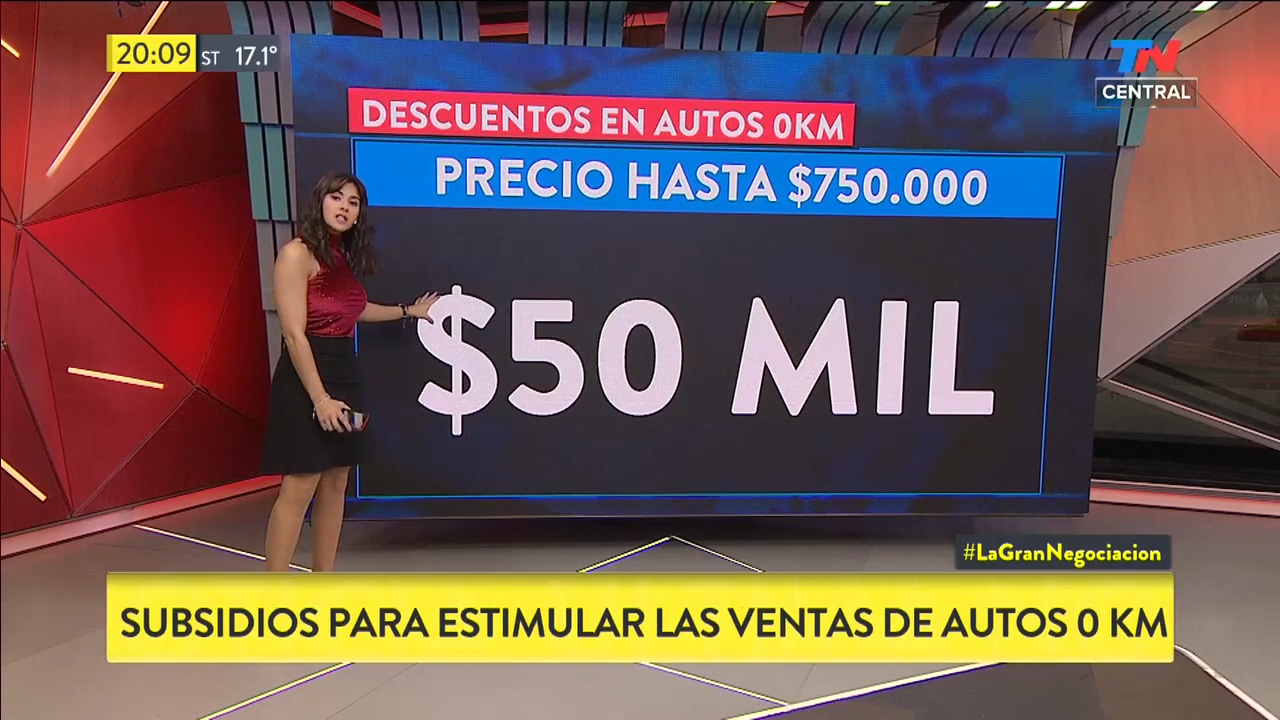 20:09 ST 17.1°
TN
CENTRAL
DESCUENTOS EN AUTOS 0KM
PRECIO HASTA $750.000
$50 MIL
#LaGranNegociacion
SUBSIDIOS PARA ESTIMULAR LAS VENTAS DE AUTOS 0 KM